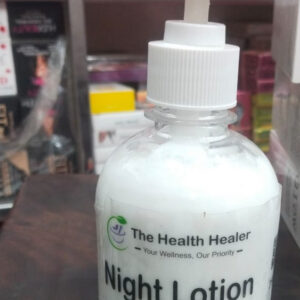 The Health Healer
Your Wellness, Our Priority
Night Lotion